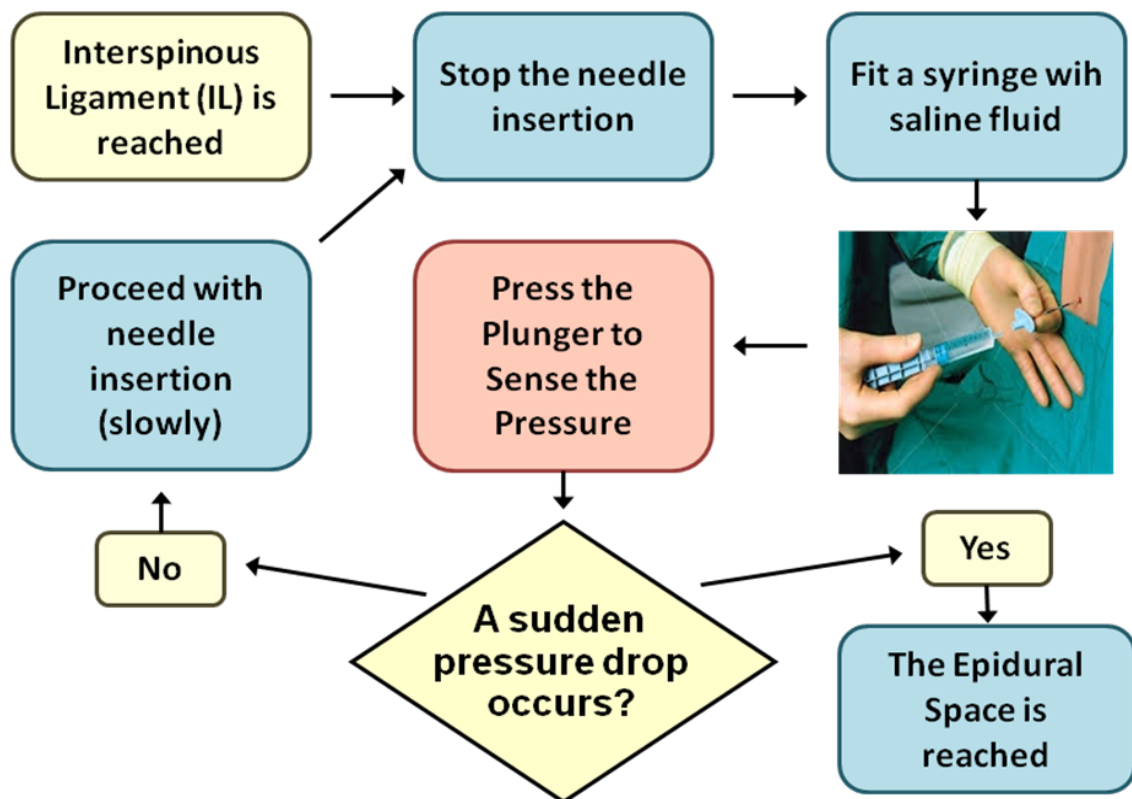 Interspinous
Ligament (IL) is
reached
Stop the needle
insertion
Fit a syringe wih
saline fluid
Proceed with
needle
insertion
(slowly)
Press the
Plunger to
Sense the
Pressure
No
Yes
A sudden
pressure drop
occurs?
The Epidural
Space is
reached